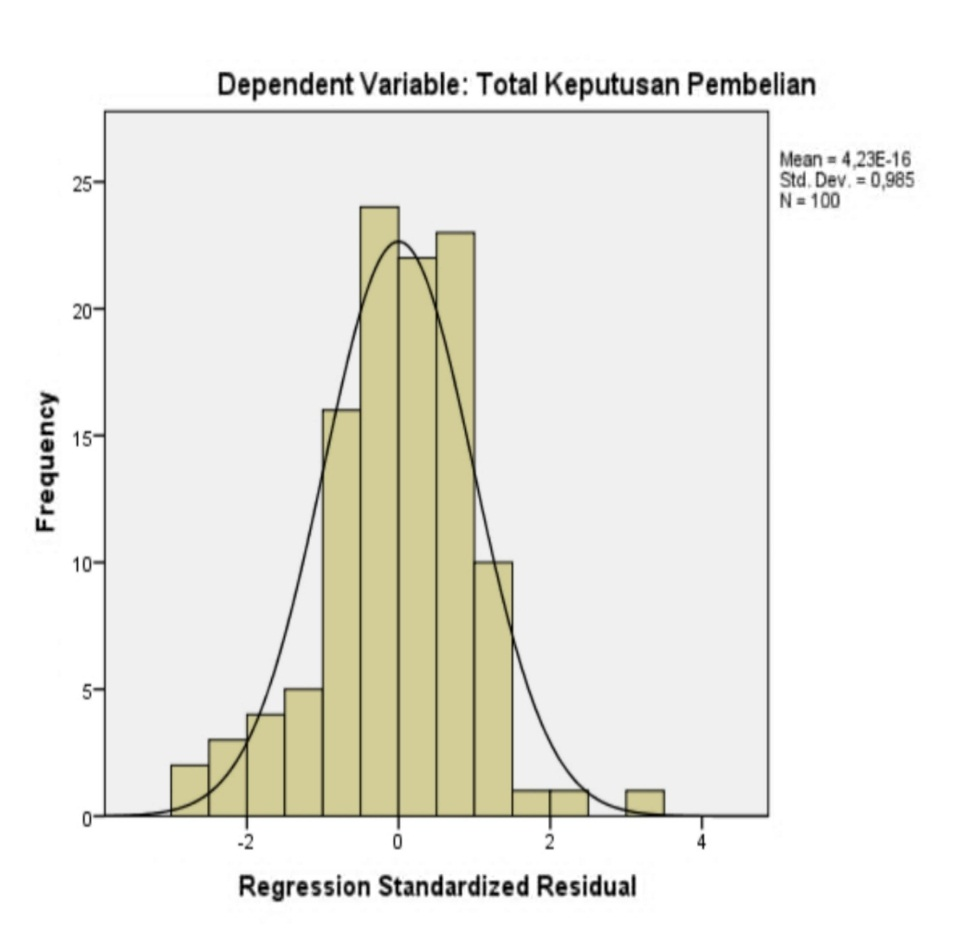 Dependent Variable: Total Keputusan Pembelian
Mean = 4,23E-16
Std. Dev. = 0,985
N = 100
Frequency
25
20
15
10
5
0
-2
0
2
4
Regression Standardized Residual